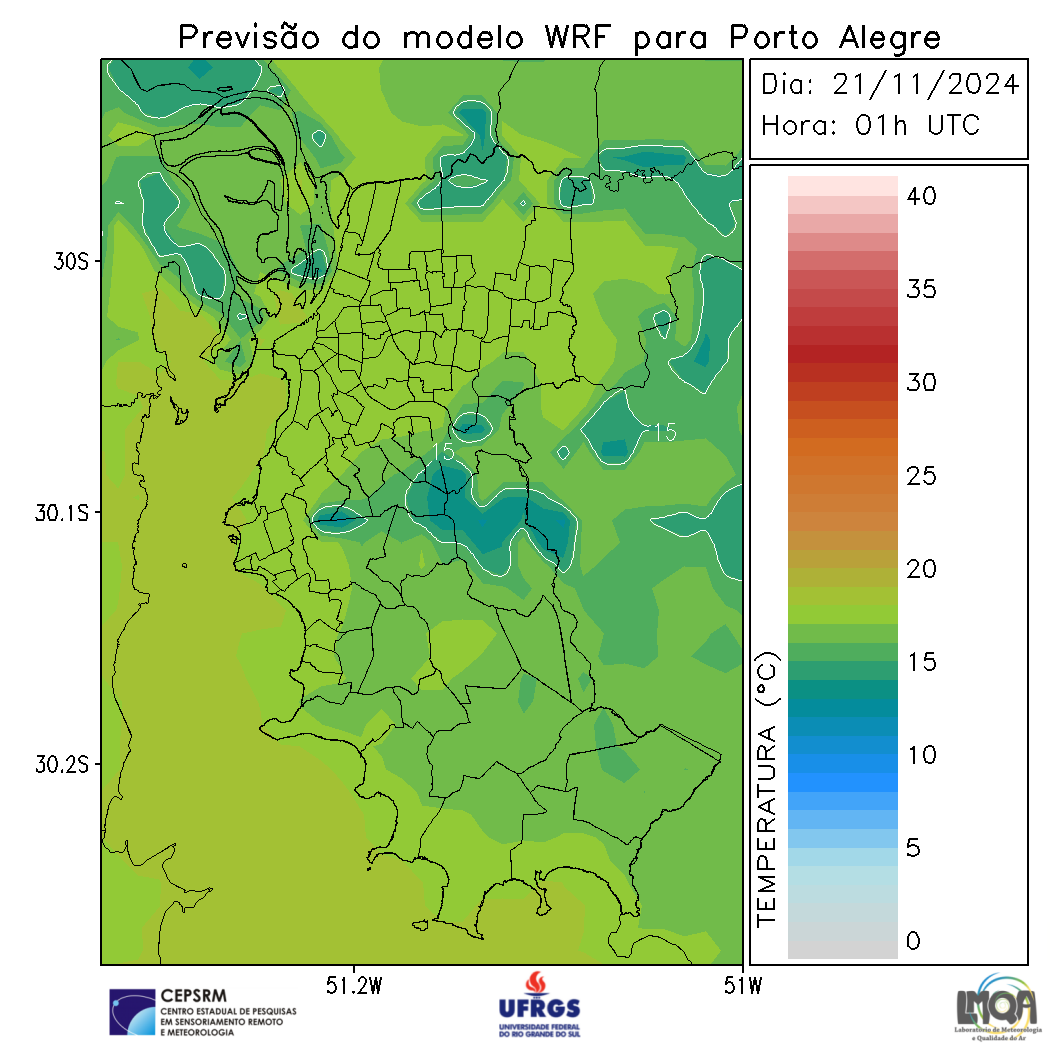 Previsão do modelo WRF para Porto Alegre
Dia: 21/11/2024
Hora: 01h UTC
30S
30.1S
30.2S
51.2W
51W
15
15
TEMPERATURA (°C)
40
35
30
25
20
15
10
5
0
CEPSRM
CENTRO ESTADUAL DE PESQUISAS
EM SENSORIAMENTO REMOTO
E METEOROLOGIA
UFRGS
UNIVERSIDADE FEDERAL
DO RIO GRANDE DO SUL
LMQA
Laboratório de Meteorologia
e Qualidade do Ar